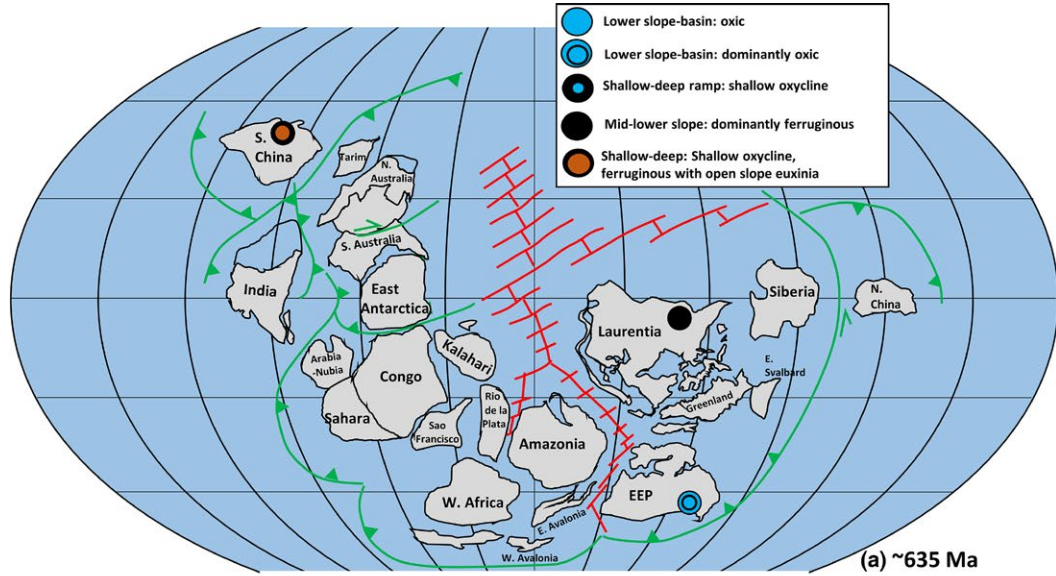 Lower slope-basin: oxic
Lower slope-basin: dominantly oxic
Shallow-deep ramp: shallow oxycline
Mid-lower slope: dominantly ferruginous
Shallow-deep: Shallow oxycline,
ferruginous with open slope euxinia
S.
China
Tarim
N.
Australia
S. Australia
India
East
Antarctica
Siberia
N.
China
Laurentia
Arabia
-Nubia
Congo
Kalahari
E.
Svalbard
Greenland
Sahara
Sao
Francisco
Rio
de la
Plata
Amazonia
W. Africa
EEP
E. Avalonia
W. Avalonia
(a) ~635 Ma